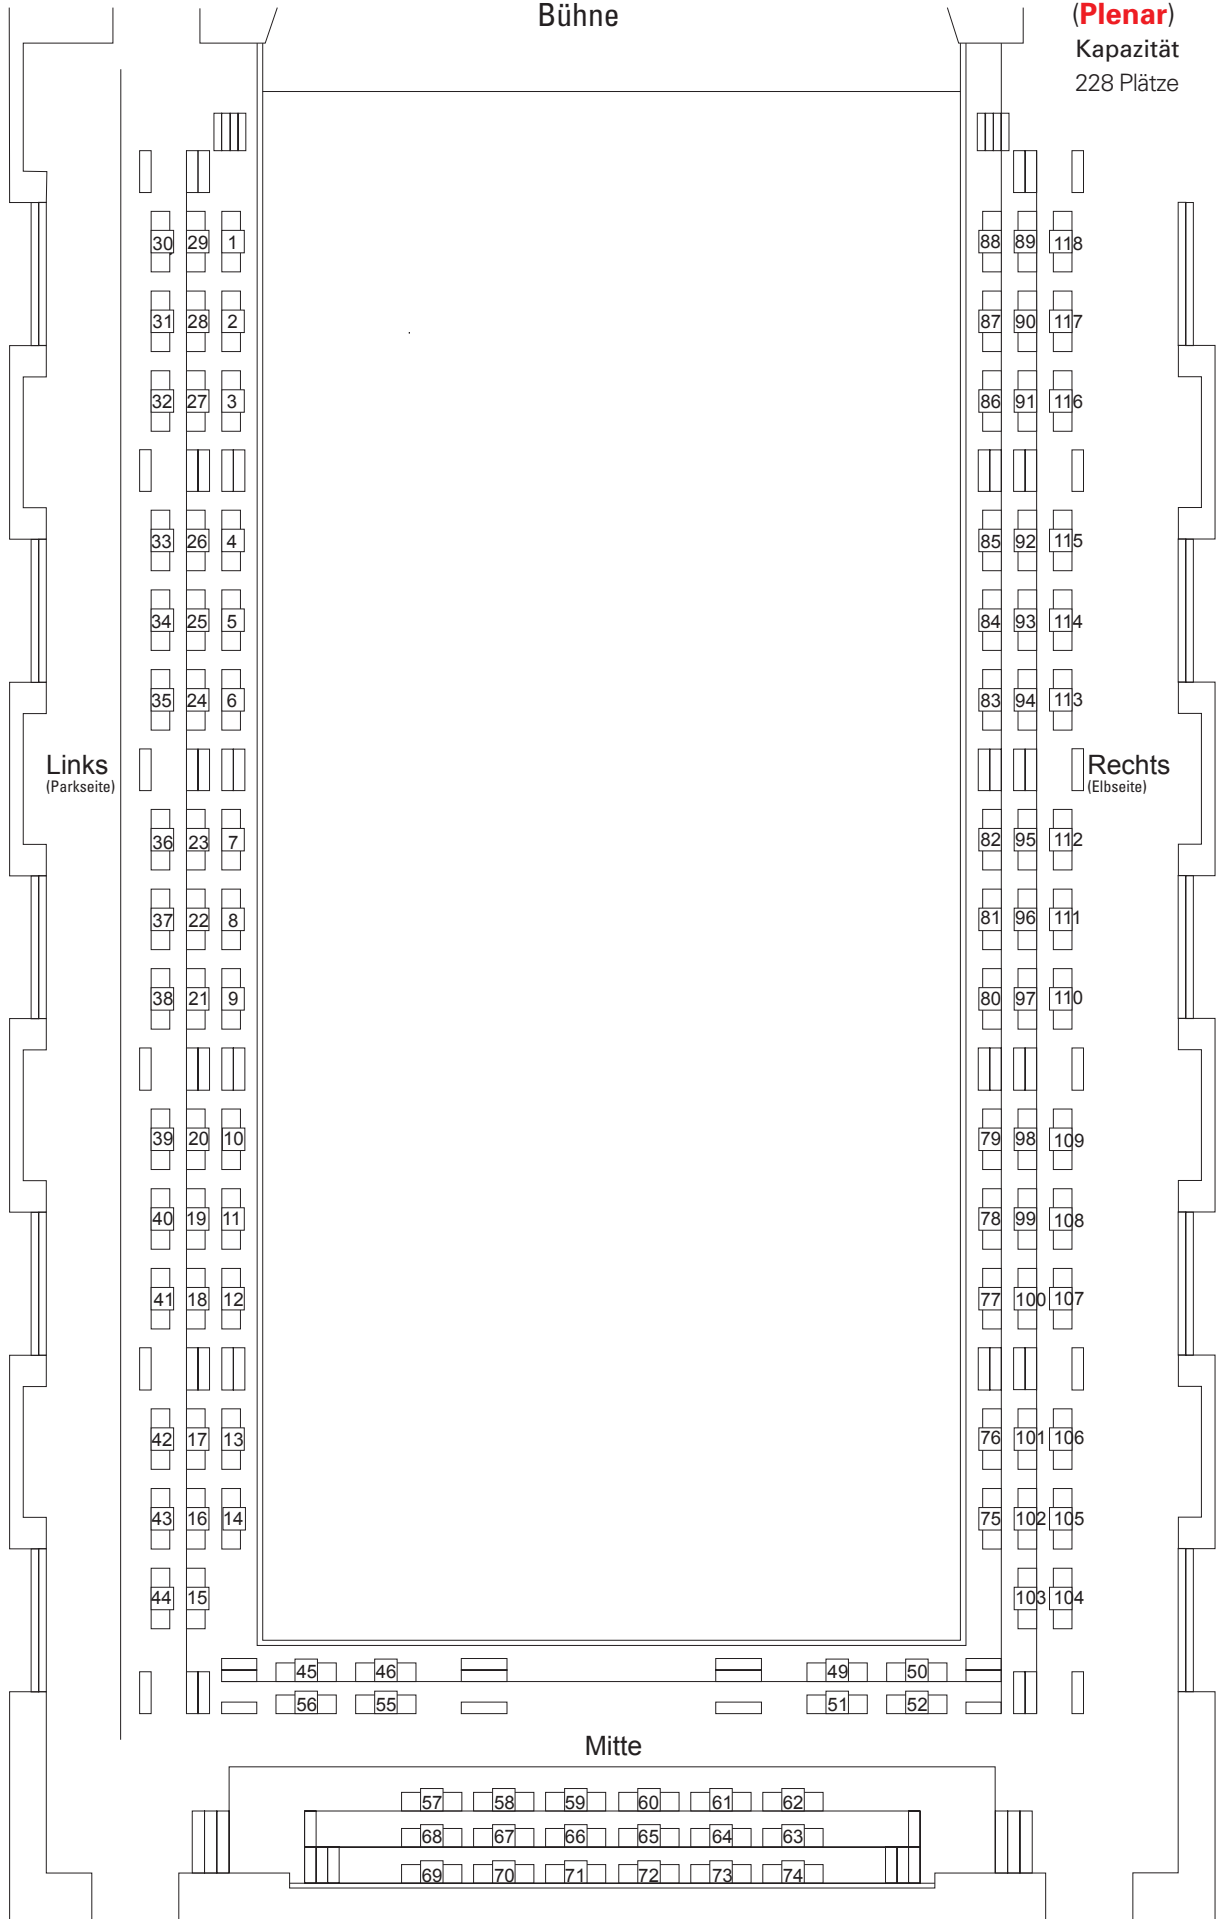 Bühne
(Plenar)
Kapazität
228 Plätze
30 29 1 88 89 118
31 28 2 87 90 117
32 27 3 86 91 116
33 26 4 85 92 115
34 25 5 84 93 114
35 24 6 83 94 113
Links Rechts
(Parkseite) (Elbseite)
36 23 7 82 95 112
37 22 8 81 96 111
38 21 9 80 97 110
39 20 10 79 98 109
40 19 11 78 99 108
41 18 12 77 100 107
42 17 13 76 101 106
43 16 14 75 102 105
44 15 103 104
45 46 49 50
56 55 51 52
Mitte
57 58 59 60 61 62
68 67 66 65 64 63
69 70 71 72 73 74